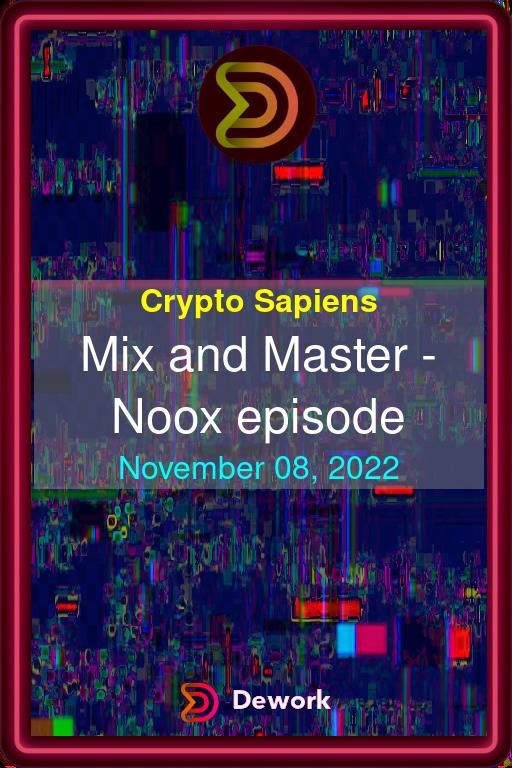 Crypto Sapiens
Mix and Master -
Noox episode
November 08, 2022
Dework